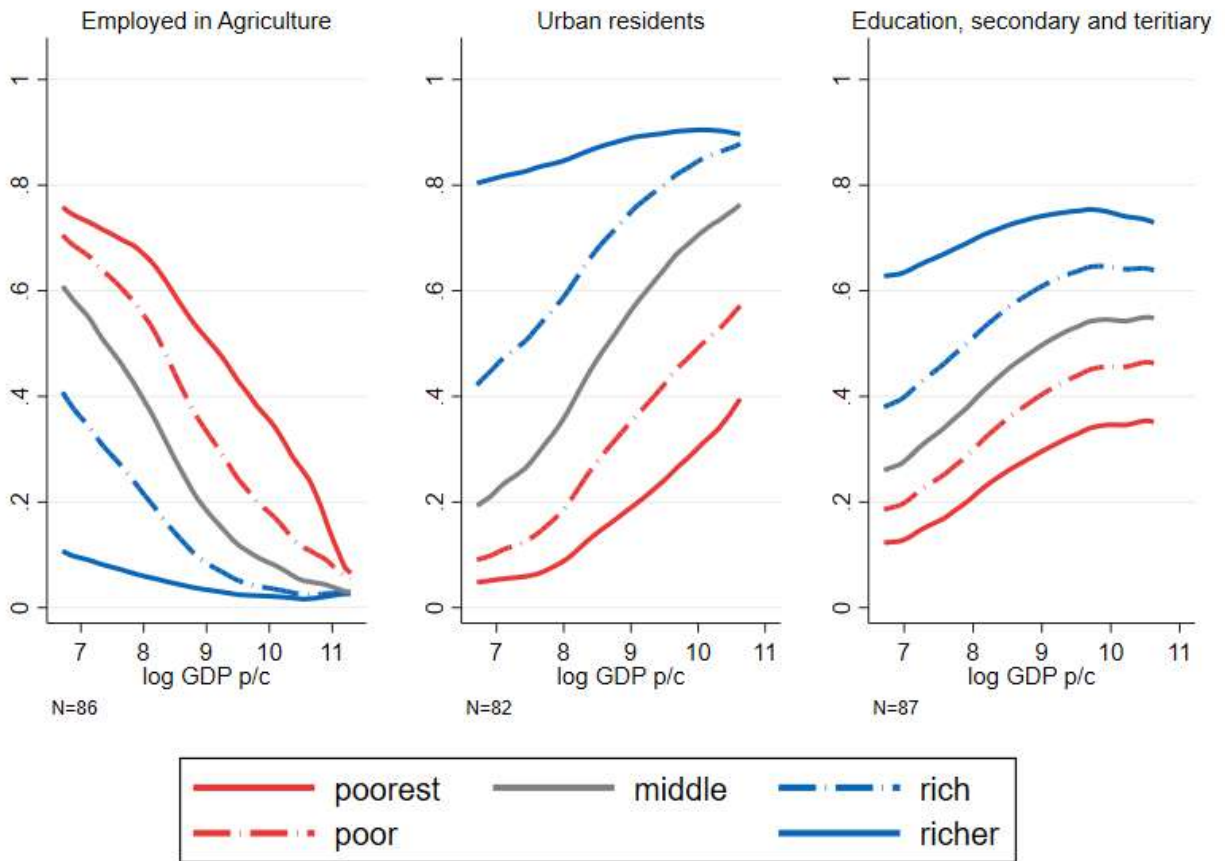 Employed in Agriculture
1
.8
.6
.4
.2
0
7 8 9 10 11
log GDP p/c
N=86
Urban residents
1
.8
.6
.4
.2
0
7 8 9 10 11
log GDP p/c
N=82
Education, secondary and teritiary
1
.8
.6
.4
.2
0
7 8 9 10 11
log GDP p/c
N=87
poorest middle rich
poor richer